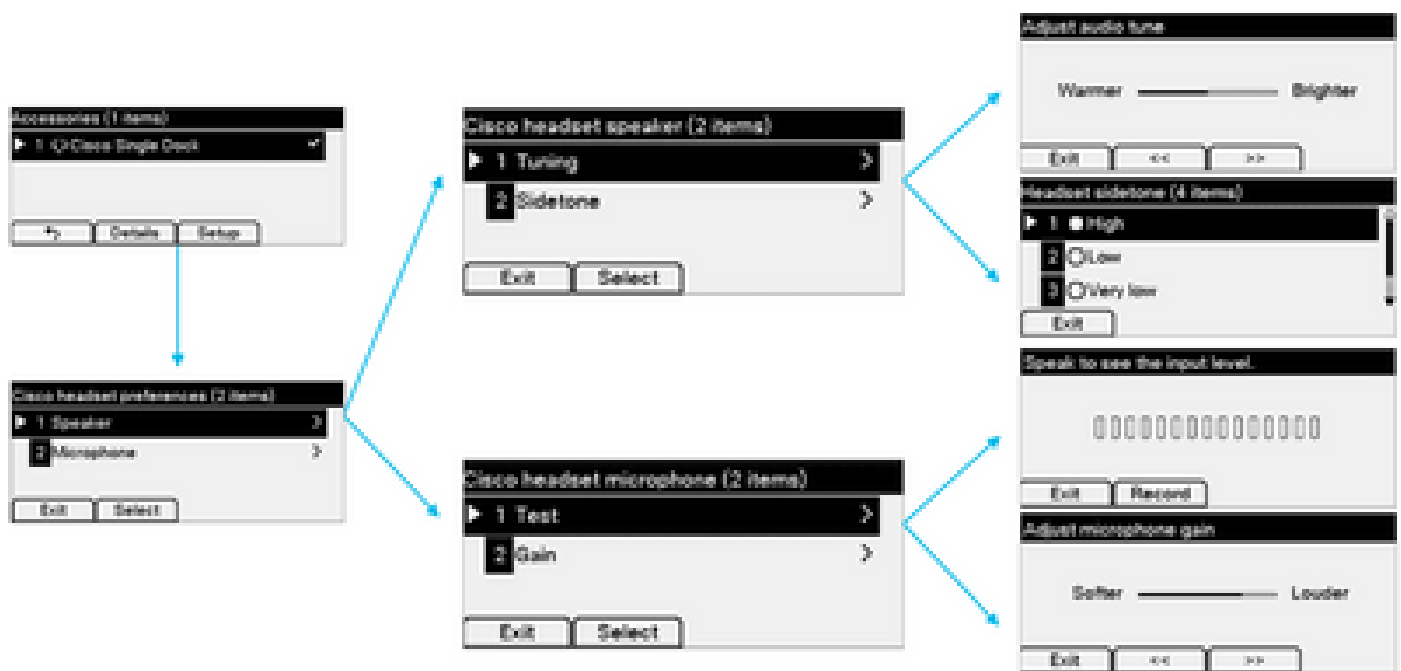 Accessories (1 items)
1 Cisco Single Dock
Details Setup
Cisco headset preferences (2 items)
1 Speaker >
2 Microphone >
Exit Select
Cisco headset speaker (2 items)
1 Tuning >
2 Sidetone >
Exit Select
Cisco headset microphone (2 items)
1 Test >
2 Gain >
Exit Select
Adjust audio tune
Warmer Brighter
Exit << >>
Headset sidetone (4 items)
1 High
2 Low
3 Very low
Exit
Speak to see the input level.
Exit Record
Adjust microphone gain
Softer Louder
Exit << >>